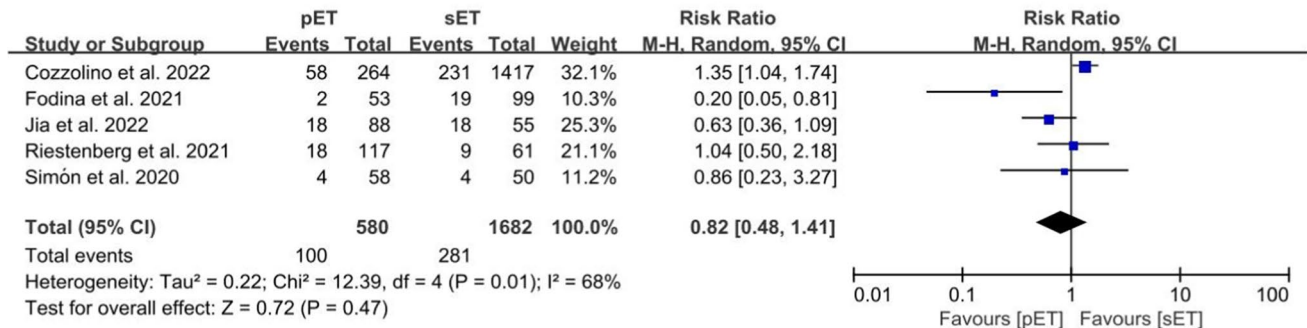 pET sET Risk Ratio Risk Ratio
Study or Subgroup Events Total Events Total Weight M-H, Random, 95% CI M-H, Random, 95% CI
Cozzolino et al. 2022 58 264 231 1417 32.1% 1.35 [1.04, 1.74]
Fodina et al. 2021 2 53 19 99 10.3% 0.20 [0.05, 0.81]
Jia et al. 2022 18 88 18 55 25.3% 0.63 [0.36, 1.09]
Riestenberg et al. 2021 18 117 9 61 21.1% 1.04 [0.50, 2.18]
Simón et al. 2020 4 58 4 50 11.2% 0.86 [0.23, 3.27]
Total (95% CI) 580 1682 100.0% 0.82 [0.48, 1.41]
Total events 100 281
Heterogeneity: Tau² = 0.22; Chi² = 12.39, df = 4 (P = 0.01); I² = 68%
Test for overall effect: Z = 0.72 (P = 0.47)
0.01 0.1 1 10 100
Favours [pET] Favours [sET]